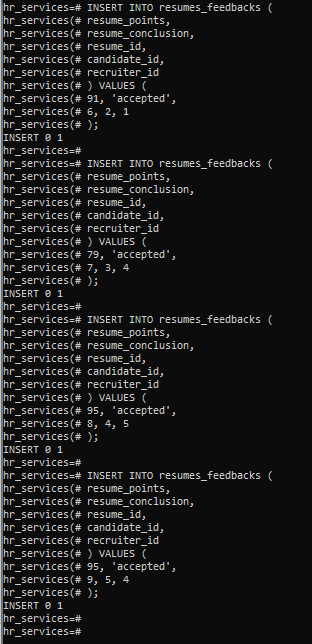 hr_services=# INSERT INTO resumes_feedbacks (
hr_services(# resume_points,
hr_services(# resume_conclusion,
hr_services(# resume_id,
hr_services(# candidate_id,
hr_services(# recruiter_id
hr_services(# ) VALUES (
hr_services(# 91, 'accepted',
hr_services(# 6, 2, 1
hr_services(# );
INSERT 0 1
hr_services=#
hr_services=# INSERT INTO resumes_feedbacks (
hr_services(# resume_points,
hr_services(# resume_conclusion,
hr_services(# resume_id,
hr_services(# candidate_id,
hr_services(# recruiter_id
hr_services(# ) VALUES (
hr_services(# 79, 'accepted',
hr_services(# 7, 3, 4
hr_services(# );
INSERT 0 1
hr_services=#
hr_services=# INSERT INTO resumes_feedbacks (
hr_services(# resume_points,
hr_services(# resume_conclusion,
hr_services(# resume_id,
hr_services(# candidate_id,
hr_services(# recruiter_id
hr_services(# ) VALUES (
hr_services(# 95, 'accepted',
hr_services(# 8, 4, 5
hr_services(# );
INSERT 0 1
hr_services=#
hr_services=# INSERT INTO resumes_feedbacks (
hr_services(# resume_points,
hr_services(# resume_conclusion,
hr_services(# resume_id,
hr_services(# candidate_id,
hr_services(# recruiter_id
hr_services(# ) VALUES (
hr_services(# 95, 'accepted',
hr_services(# 9, 5, 4
hr_services(# );
INSERT 0 1
hr_services=#
hr_services=#